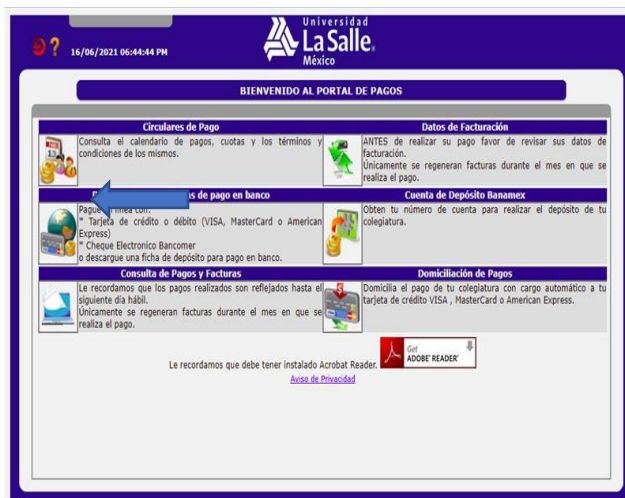 ? 16/06/2021 06:44:44 PM
Universidad
La Salle®
México
BIENVENIDO AL PORTAL DE PAGOS
Circulares de Pago
Consulta el calendario de pagos, cuotas y los términos y
condiciones de los mismos.
Datos de Facturación
ANTES de realizar su pago favor de revisar sus datos de
facturación.
Únicamente se regeneran facturas durante el mes en que se
realiza el pago.
as de pago en banco
Pague en línea con:
* Tarjeta de crédito o débito (VISA, MasterCard o American
Express)
* Cheque Electronico Bancomer
o descargue una ficha de depósito para pago en banco.
Cuenta de Depósito Banamex
Obten tu número de cuenta para realizar el depósito de tu
colegiatura.
Consulta de Pagos y Facturas
Le recordamos que los pagos realizados son reflejados hasta el
siguiente día hábil.
Únicamente se regeneran facturas durante el mes en que se
realiza el pago.
Domiciliación de Pagos
Domicilia el pago de tu colegiatura con cargo automático a tu
tarjeta de crédito VISA , MasterCard o American Express.
Le recordamos que debe tener instalado Acrobat Reader.
Get
ADOBE® READER®
Aviso de Privacidad